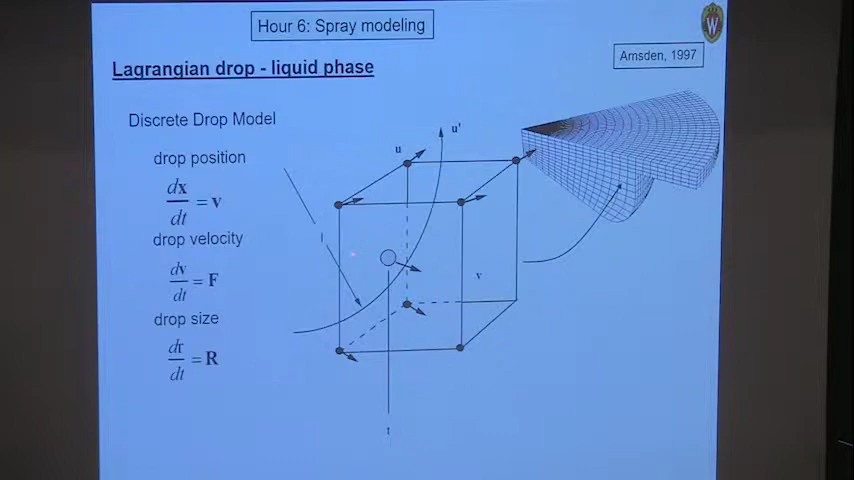 Hour 6: Spray modeling
W
Amsden, 1997
Lagrangian drop - liquid phase
Discrete Drop Model
drop position
dx
dt
= v
drop velocity
dv
dt
= F
drop size
dr
dt
= R
u
u'
v
t